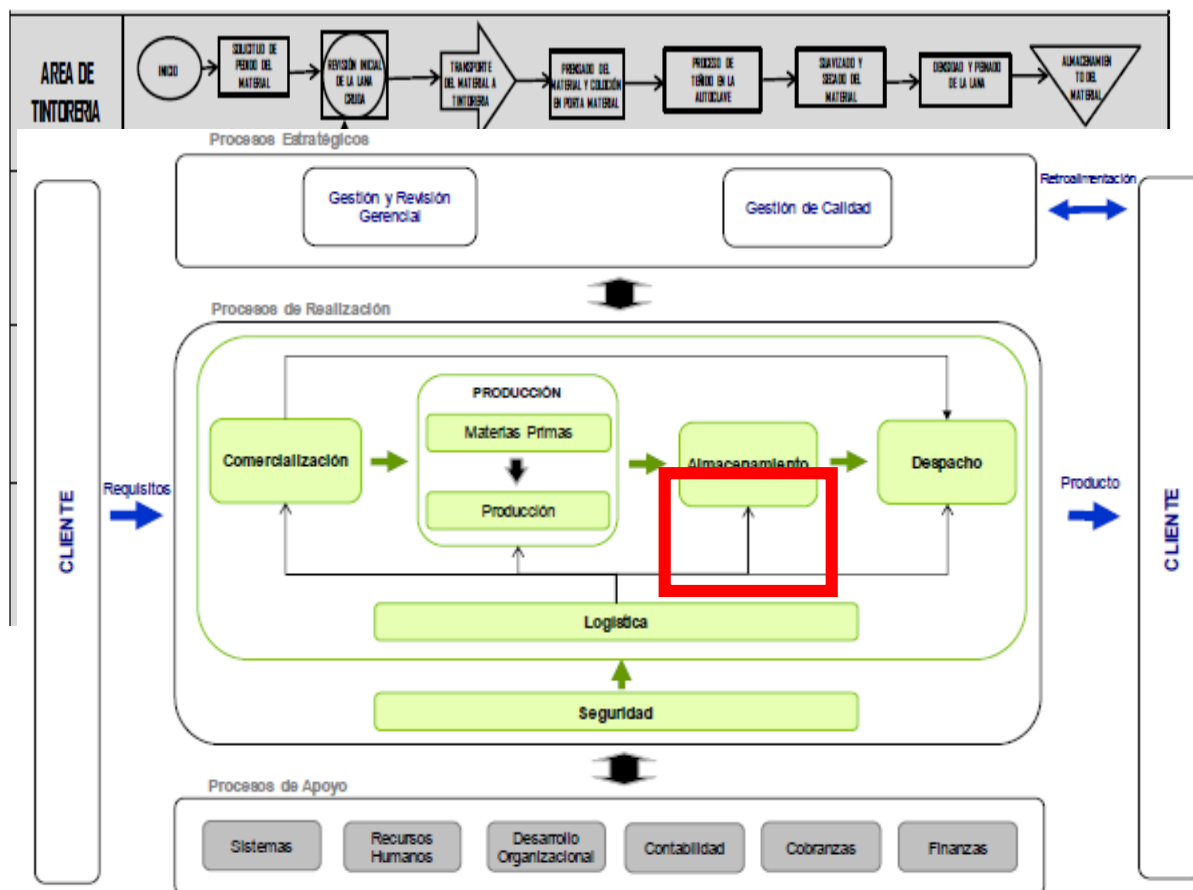 AREA DE
TINTORERIA
INICIO
SOLICITUD DE
PEDIDO DEL
MATERIAL
REVISIÓN INICIAL
DE LA LANA
CRUDA
TRANSPORTE
DEL MATERIAL A
TINTORERIA
PRENSADO DEL
MATERIAL Y COLOCIÓN
EN PORTA MATERIAL
PROCESO DE
TEÑIDO EN LA
AUTOCLAVE
SUAVIZADO Y
SECADO DEL
MATERIAL
DENSIDAD Y PEINADO
DE LA LANA
ALMACENAMIEN
TO DEL
MATERIAL
Procesos Estratégicos
Gestión y Revisión
Gerencial
Gestión de Calidad
Retroalimentación
Procesos de Realización
CLIENTE
Requisitos
Comercialización
PRODUCCIÓN
Materias Primas
Producción
Almacenamiento
Despacho
Producto
CLIENTE
Logística
Seguridad
Procesos de Apoyo
Sistemas
Recursos
Humanos
Desarrollo
Organizacional
Contabilidad
Cobranzas
Finanzas